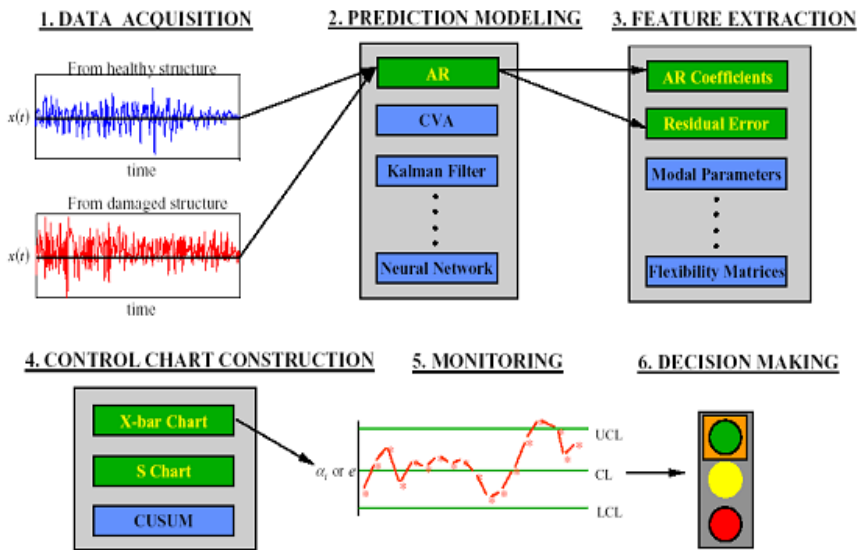 1. DATA ACQUISITION
From healthy structure
x(t)
time
From damaged structure
x(t)
time
2. PREDICTION MODELING
AR
CVA
Kalman Filter
Neural Network
3. FEATURE EXTRACTION
AR Coefficients
Residual Error
Modal Parameters
Flexibility Matrices
4. CONTROL CHART CONSTRUCTION
X-bar Chart
S Chart
CUSUM
5. MONITORING
αi or e
UCL
CL
LCL
6. DECISION MAKING